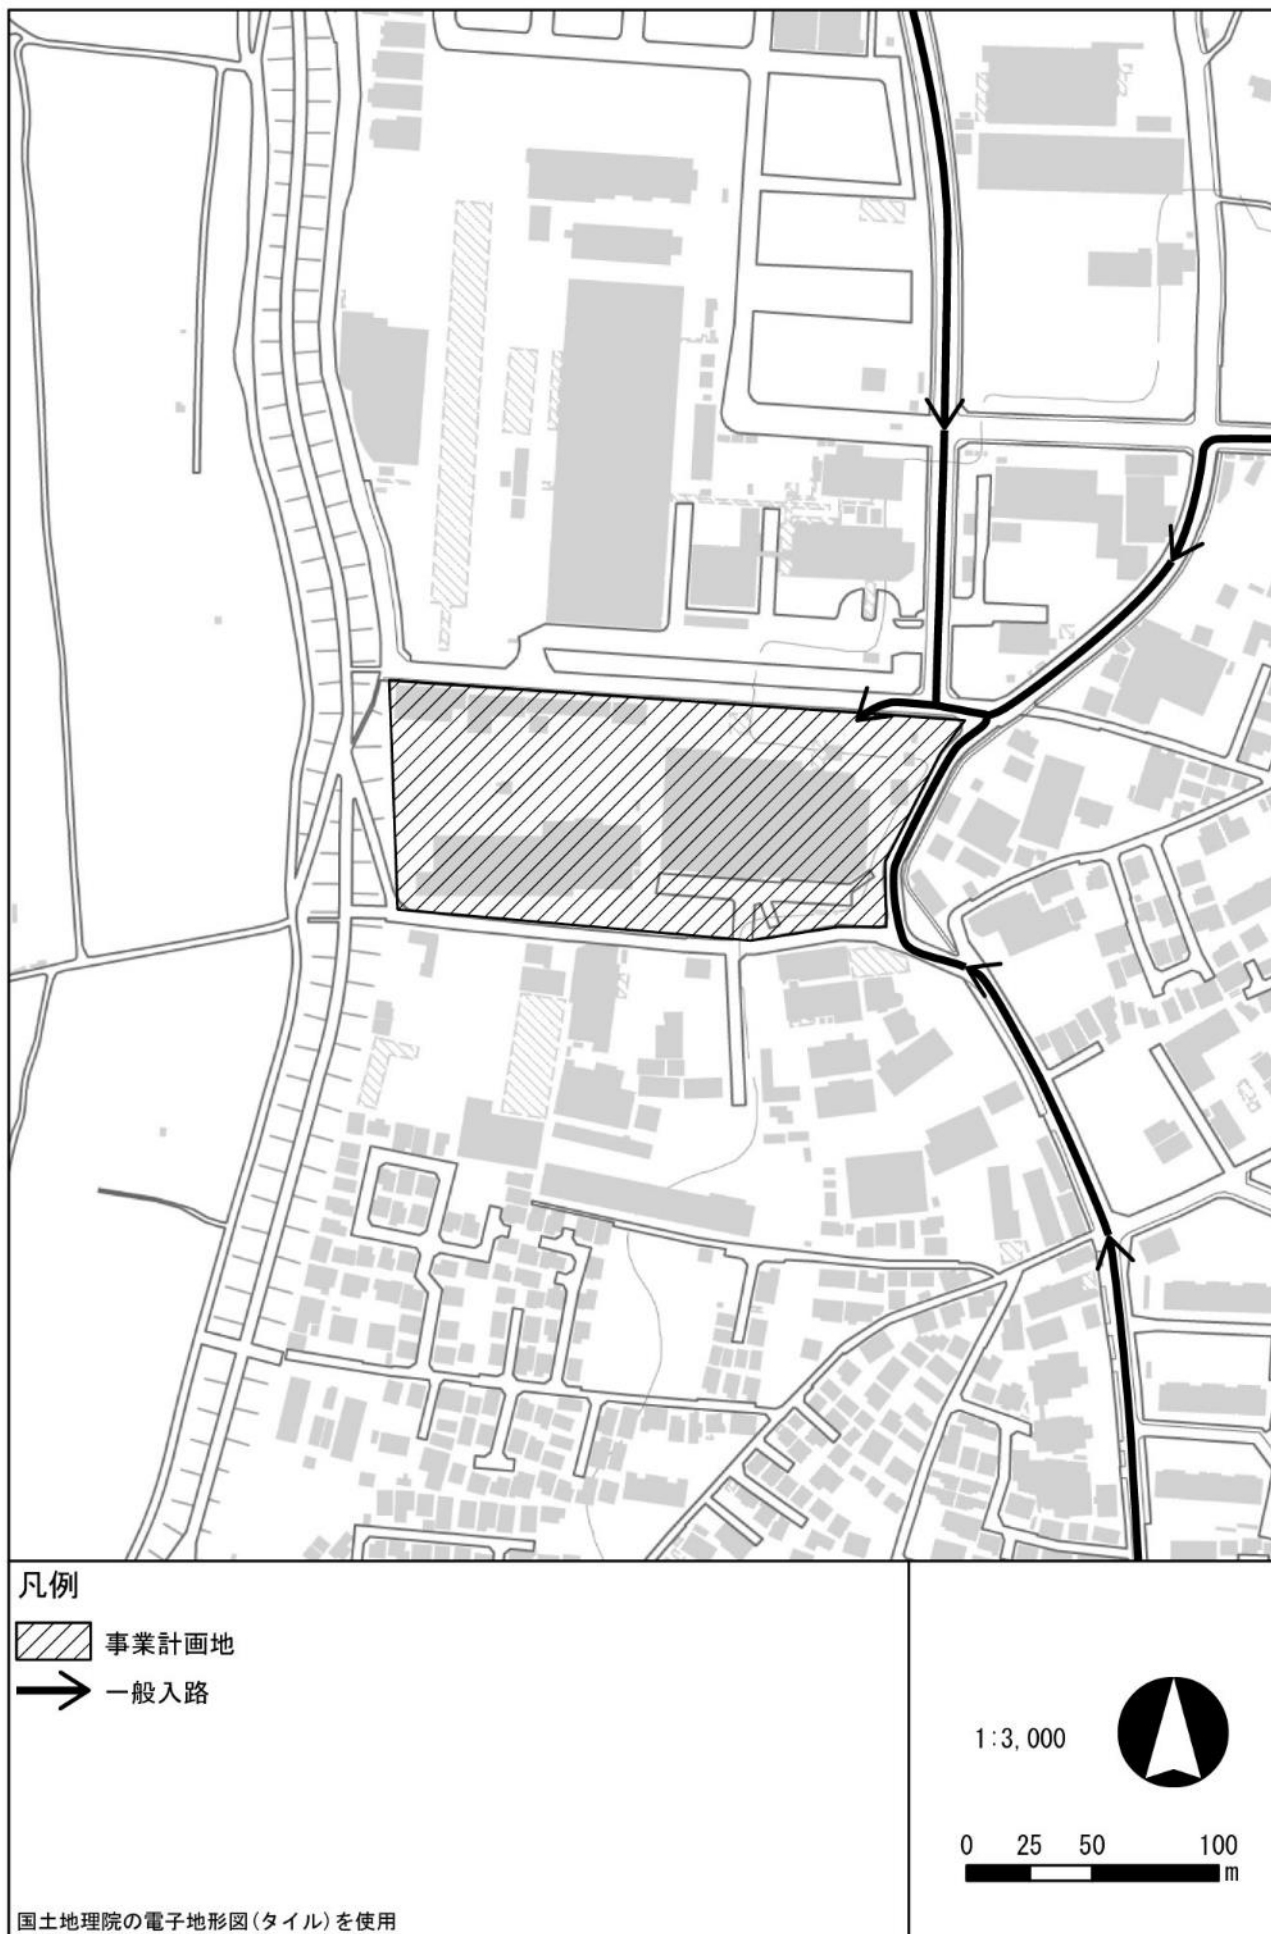 凡例
事業計画地
一般入路
1:3,000
0 25 50 100
m
国土地理院の電子地形図(タイル)を使用